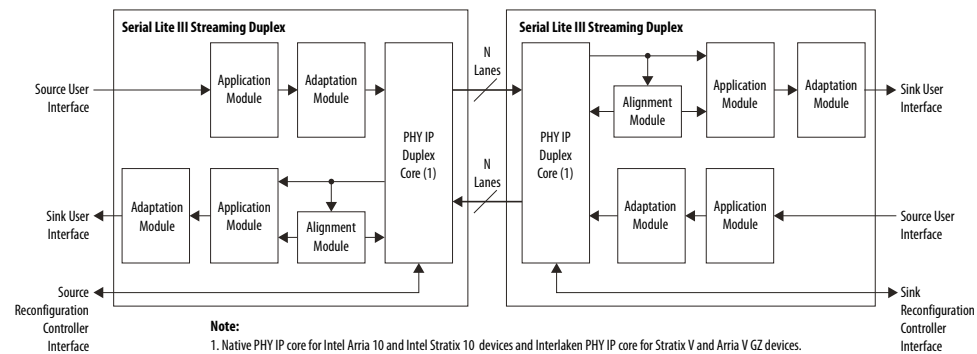 Serial Lite III Streaming Duplex
Serial Lite III Streaming Duplex
Source User
Interface
Application
Module
Adaptation
Module
PHY IP
Duplex
Core (1)
N
Lanes
N
Lanes
Sink User
Interface
Adaptation
Module
Application
Module
Alignment
Module
Source
Reconfiguration
Controller
Interface
PHY IP
Duplex
Core (1)
Alignment
Module
Application
Module
Adaptation
Module
Sink User
Interface
Adaptation
Module
Application
Module
Source User
Interface
Sink
Reconfiguration
Controller
Interface
Note:
1. Native PHY IP core for Intel Arria 10 and Intel Stratix 10 devices and Interlaken PHY IP core for Stratix V and Arria V GZ devices.